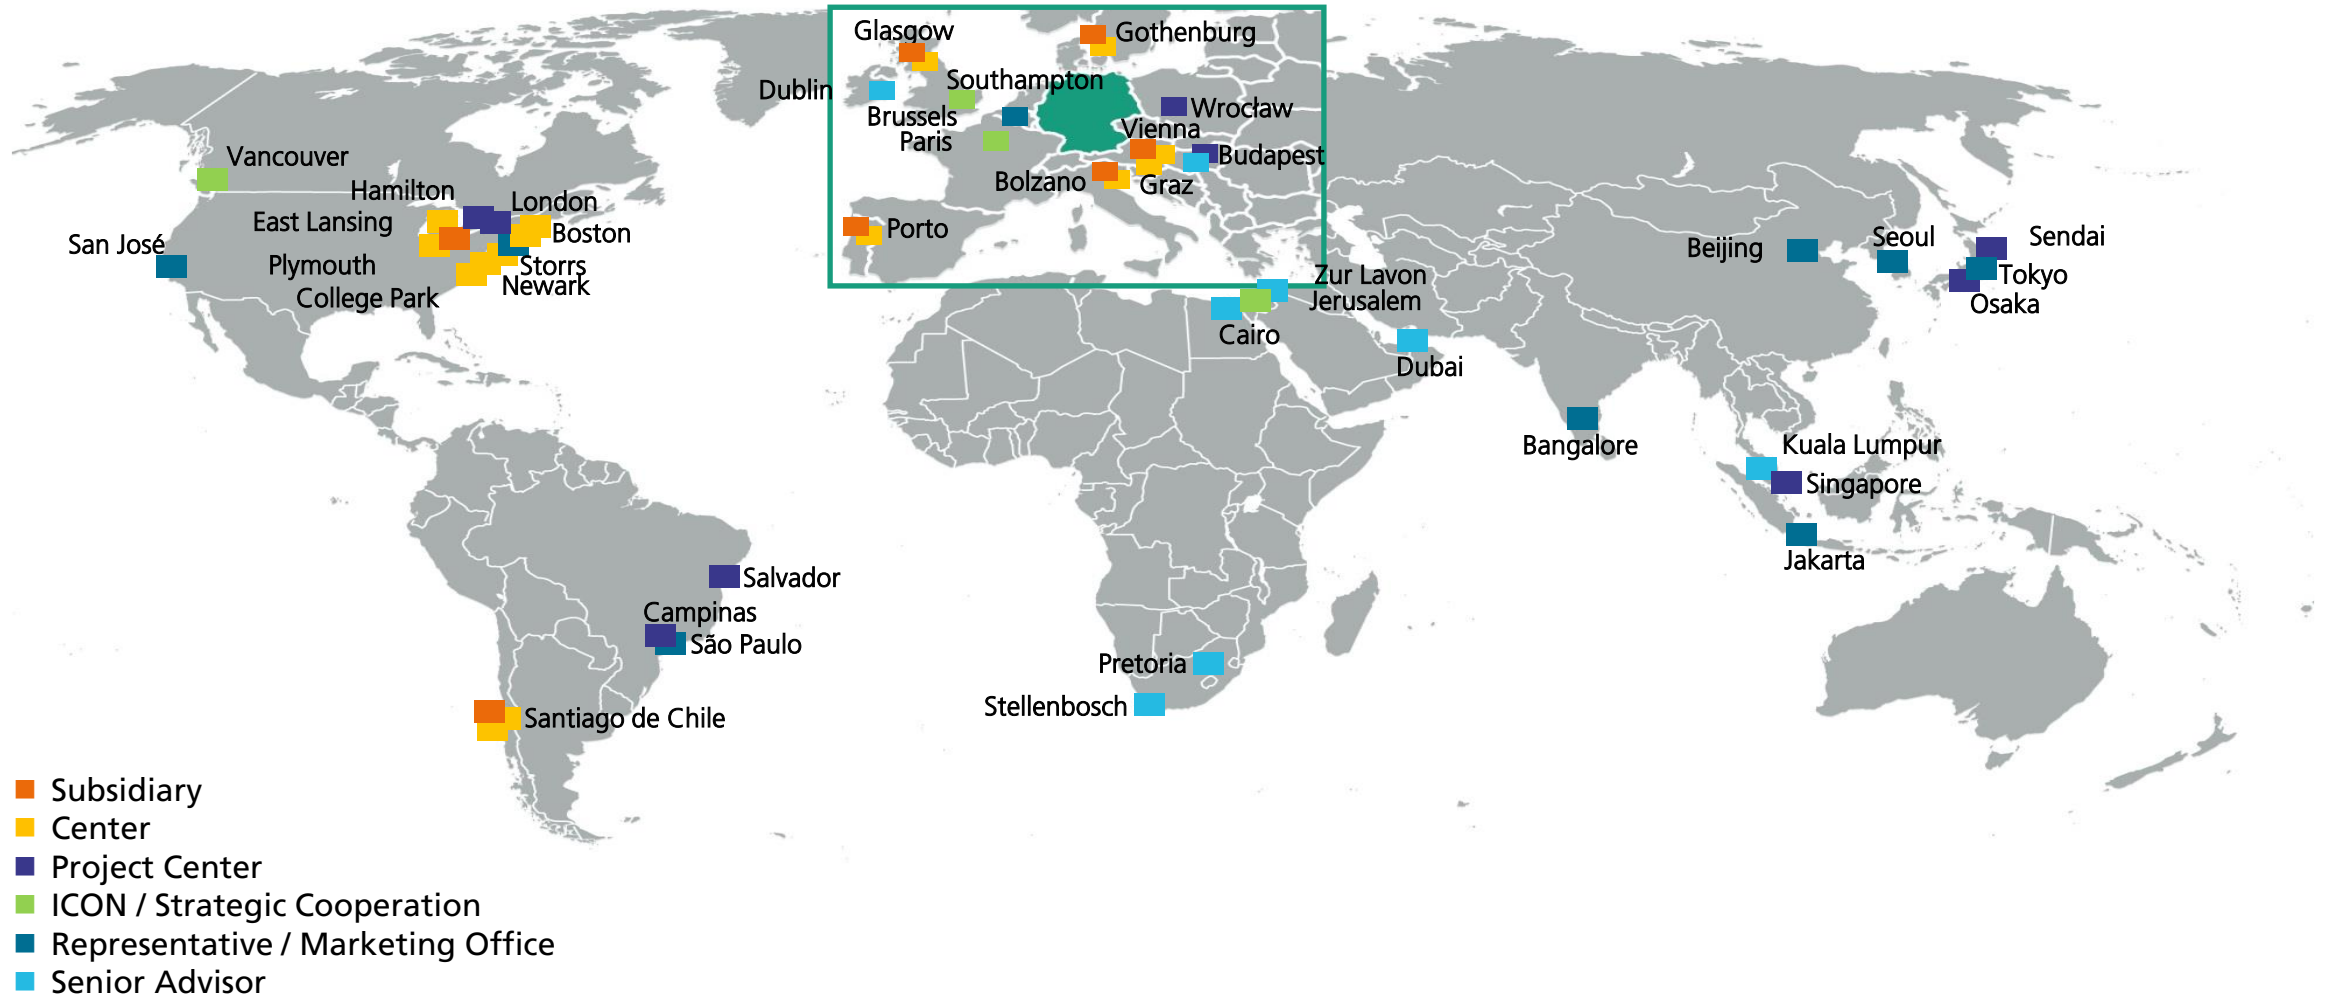 Glasgow
Gothenburg
Dublin
Southampton
Brussels
Wrocław
Paris
Vienna
Budapest
Bolzano
Graz
Porto
Vancouver
Hamilton
London
East Lansing
Boston
San José
Plymouth
Storrs
Newark
College Park
Zur Lavon
Jerusalem
Cairo
Dubai
Beijing
Seoul
Sendai
Tokyo
Osaka
Bangalore
Kuala Lumpur
Singapore
Jakarta
Salvador
Campinas
São Paulo
Pretoria
Stellenbosch
Santiago de Chile
Subsidiary
Center
Project Center
ICON / Strategic Cooperation
Representative / Marketing Office
Senior Advisor